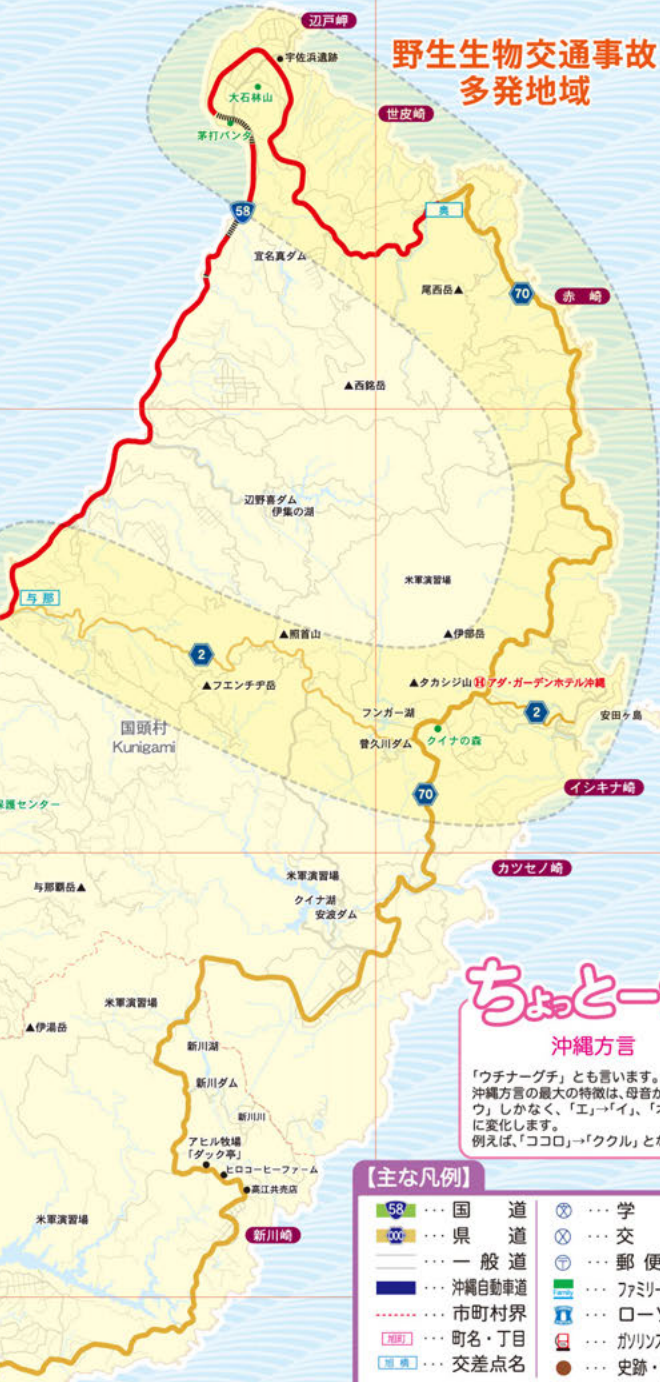 辺戸岬
宇佐浜遺跡
野生生物交通事故
多発地域
大石林山
世皮崎
茅打バンタ
58
奥
宜名真ダム
尾西岳▲
70
赤崎
▲西銘岳
辺野喜ダム
伊集の湖
米軍演習場
与那
▲照首山
▲伊部岳
2
▲フエンチヂ岳
▲タカシジ山
H アダ・ガーデンホテル沖縄
フンガー湖
2
安田ヶ島
国頭村
Kunigami
普久川ダム
クイナの森
イシキナ崎
70
保護センター
カツセノ崎
米軍演習場
与那覇岳▲
クイナ湖
安波ダム
米軍演習場
▲伊湯岳
新川湖
新川ダム
新川川
アヒル牧場
「ダック亭」
ヒロコーヒーファーム
高江共売店
米軍演習場
新川崎
ちょっとー
沖縄方言
「ウチナーグチ」とも言います。
沖縄方言の最大の特徴は、母音が
ウ」しかなく、「エ」→「イ」、「
に変化します。
例えば、「ココロ」→「ククル」と
【主な凡例】
58 … 国道
000 … 県道
… 一般道
… 沖縄自動車道
… 市町村界
旭町 … 町名・丁目
旭橋 … 交差点名
文 … 学
… 交
〒 … 郵便
Family … ファミリー
… ロー
… ガソリンス
… 史跡・